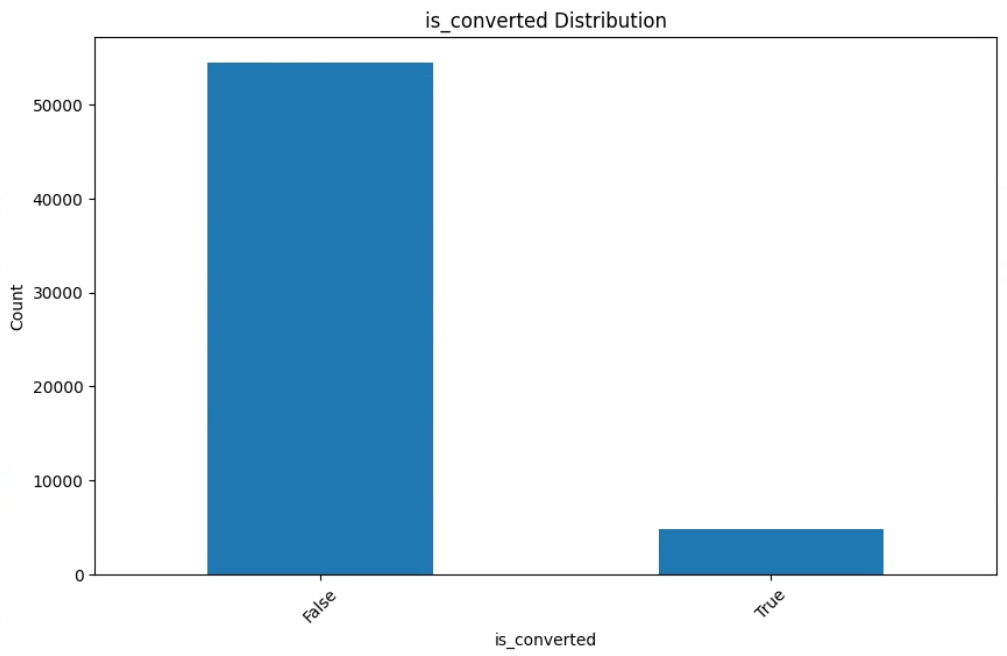 is_converted Distribution
Count
50000
40000
30000
20000
10000
0
False
True
is_converted